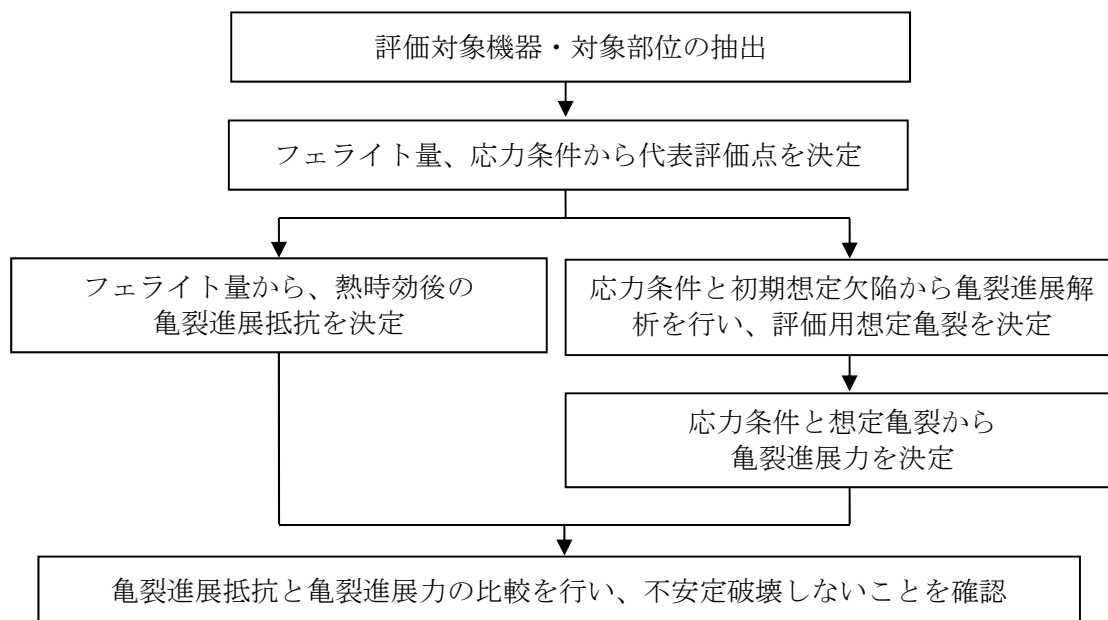 評価対象機器・対象部位の抽出
フェライト量、応力条件から代表評価点を決定
フェライト量から、熱時効後の
亀裂進展抵抗を決定
応力条件と初期想定欠陥から亀裂進展解
析を行い、評価用想定亀裂を決定
応力条件と想定亀裂から
亀裂進展力を決定
亀裂進展抵抗と亀裂進展力の比較を行い、不安定破壊しないことを確認